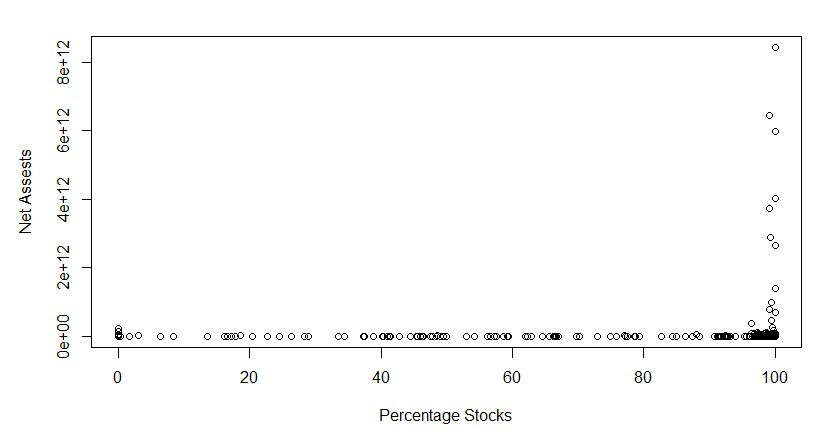 8e+12
6e+12
4e+12
2e+12
0e+00
Net Assests
0 20 40 60 80 100
Percentage Stocks